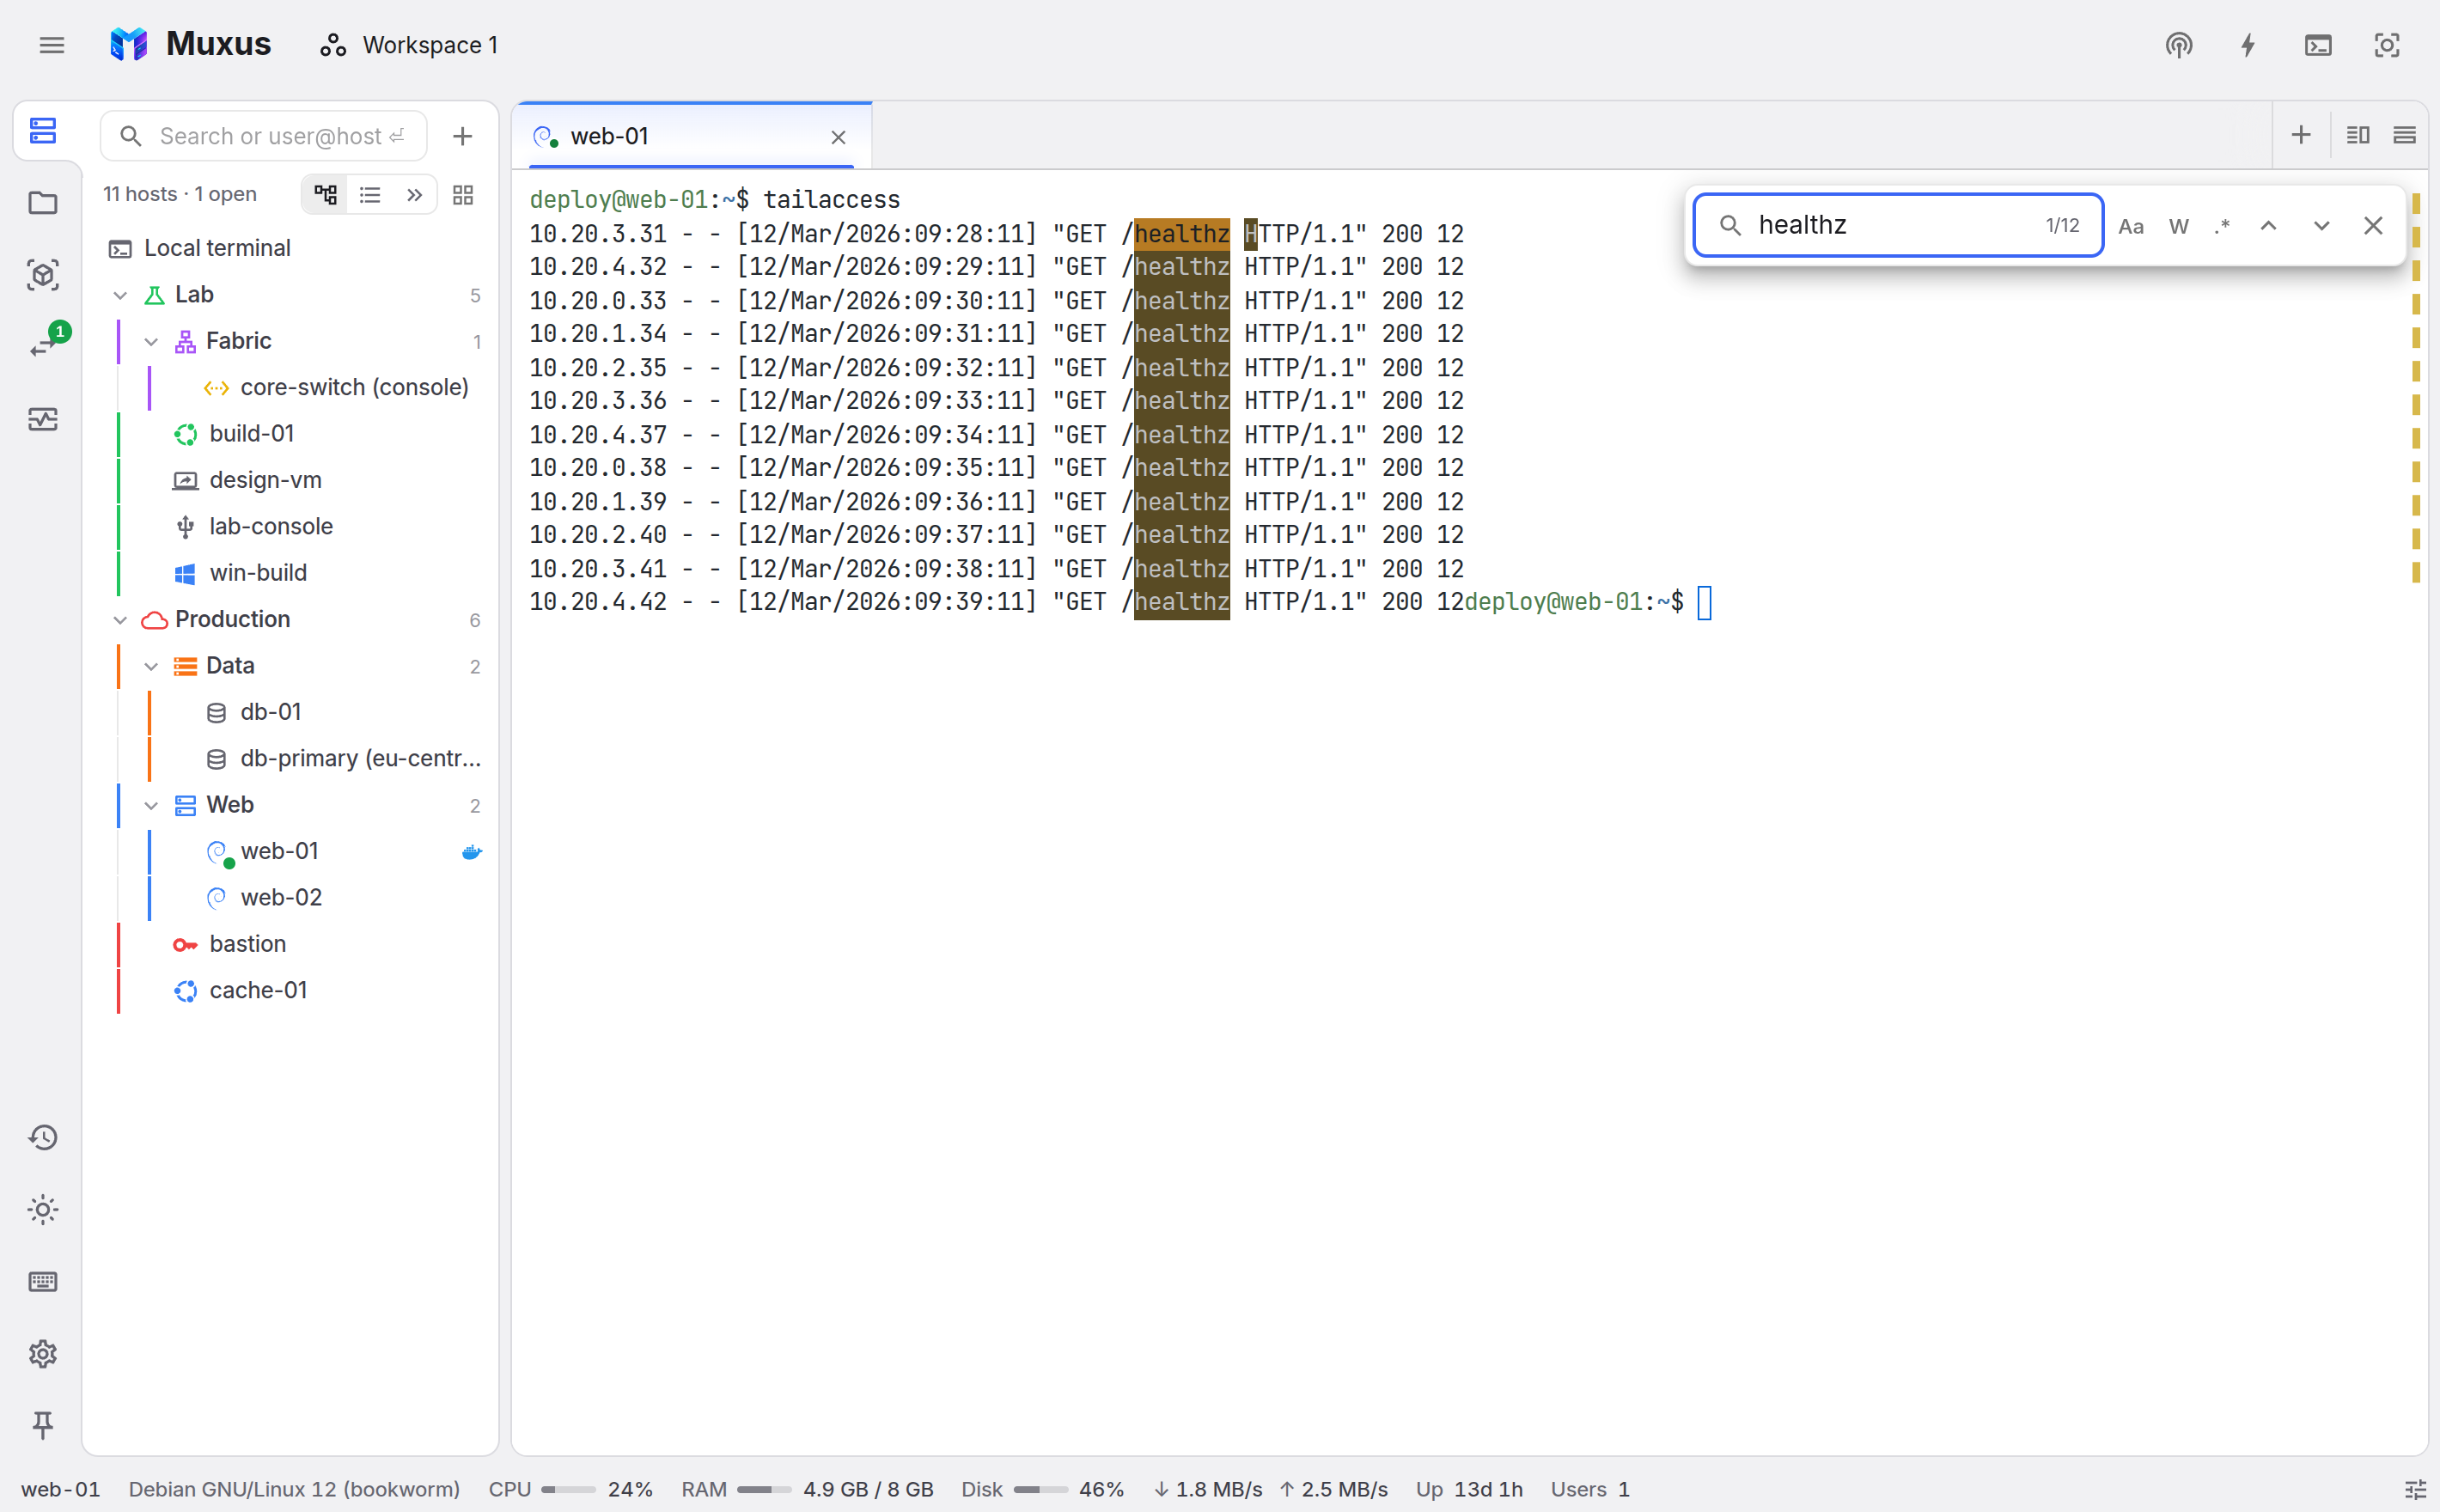 Muxus
Workspace 1
Search or user@host ⏎
11 hosts · 1 open
Local terminal
Lab 5
Fabric 1
core-switch (console)
build-01
design-vm
lab-console
win-build
Production 6
Data 2
db-01
db-primary (eu-centr...
Web 2
web-01
web-02
bastion
cache-01
1
web-01
healthz 1/12 Aa W .*
deploy@web-01:~$ tailaccess
10.20.3.31 - - [12/Mar/2026:09:28:11] "GET /healthz HTTP/1.1" 200 12
10.20.4.32 - - [12/Mar/2026:09:29:11] "GET /healthz HTTP/1.1" 200 12
10.20.0.33 - - [12/Mar/2026:09:30:11] "GET /healthz HTTP/1.1" 200 12
10.20.1.34 - - [12/Mar/2026:09:31:11] "GET /healthz HTTP/1.1" 200 12
10.20.2.35 - - [12/Mar/2026:09:32:11] "GET /healthz HTTP/1.1" 200 12
10.20.3.36 - - [12/Mar/2026:09:33:11] "GET /healthz HTTP/1.1" 200 12
10.20.4.37 - - [12/Mar/2026:09:34:11] "GET /healthz HTTP/1.1" 200 12
10.20.0.38 - - [12/Mar/2026:09:35:11] "GET /healthz HTTP/1.1" 200 12
10.20.1.39 - - [12/Mar/2026:09:36:11] "GET /healthz HTTP/1.1" 200 12
10.20.2.40 - - [12/Mar/2026:09:37:11] "GET /healthz HTTP/1.1" 200 12
10.20.3.41 - - [12/Mar/2026:09:38:11] "GET /healthz HTTP/1.1" 200 12
10.20.4.42 - - [12/Mar/2026:09:39:11] "GET /healthz HTTP/1.1" 200 12deploy@web-01:~$
web-01 Debian GNU/Linux 12 (bookworm) CPU 24% RAM 4.9 GB / 8 GB Disk 46% ↓ 1.8 MB/s ↑ 2.5 MB/s Up 13d 1h Users 1